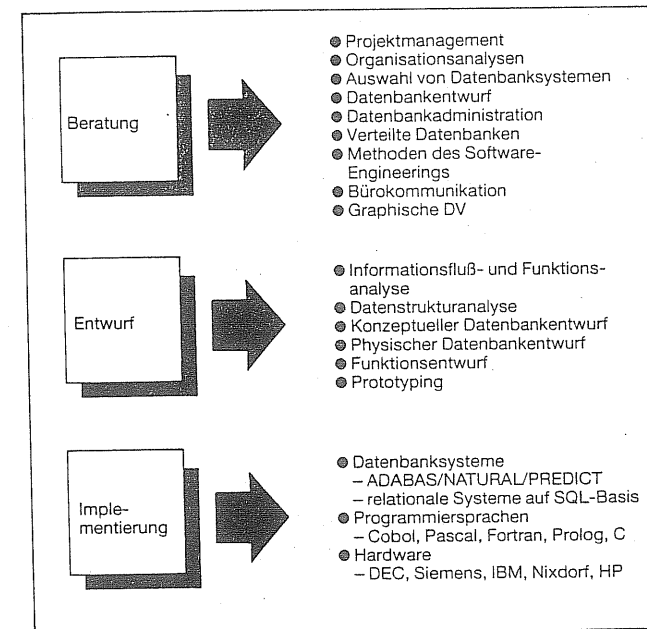 Beratung
● Projektmanagement
● Organisationsanalysen
● Auswahl von Datenbanksystemen
● Datenbankentwurf
● Datenbankadministration
● Verteilte Datenbanken
● Methoden des Software-
Engineerings
● Bürokommunikation
● Graphische DV
Entwurf
● Informationsfluß- und Funktions-
analyse
● Datenstrukturanalyse
● Konzeptueller Datenbankentwurf
● Physischer Datenbankentwurf
● Funktionsentwurf
● Prototyping
Imple-
mentierung
● Datenbanksysteme
– ADABAS/NATURAL/PREDICT
– relationale Systeme auf SQL-Basis
● Programmiersprachen
– Cobol, Pascal, Fortran, Prolog, C
● Hardware
– DEC, Siemens, IBM, Nixdorf, HP